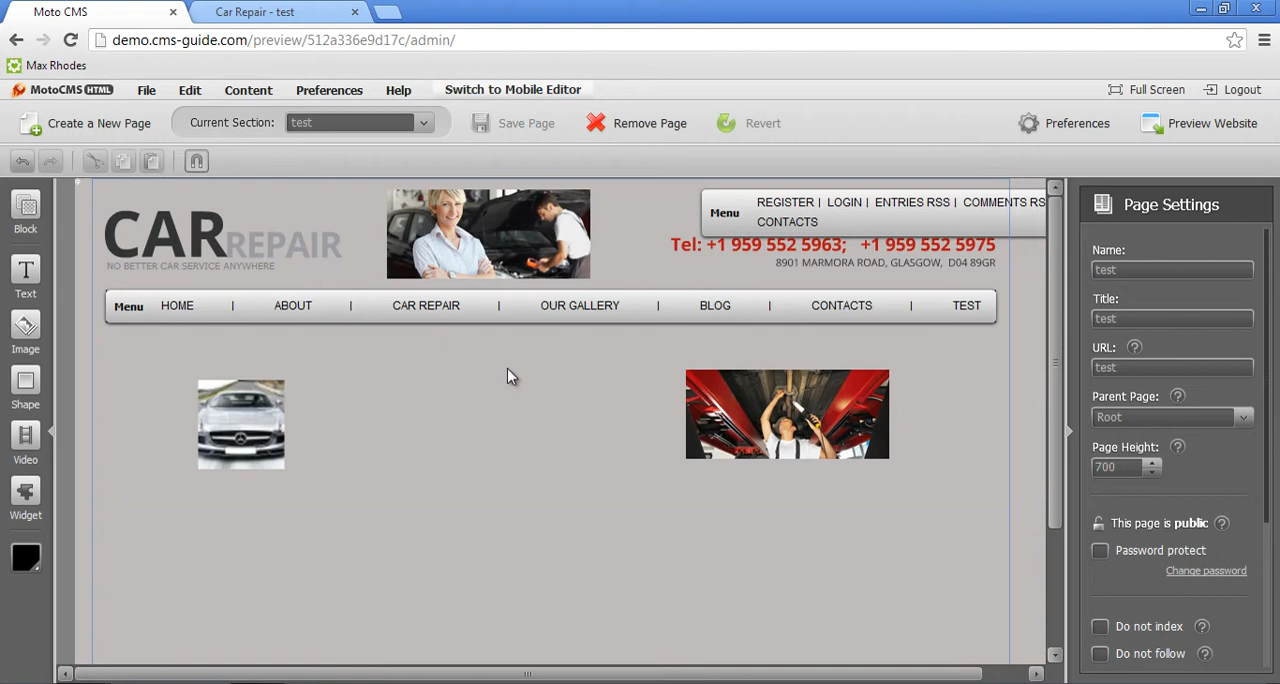 Moto CMS
Car Repair - test
demo.cms-guide.com/preview/512a336e9d17c/admin/
Max Rhodes
MotoCMS HTML File Edit Content Preferences Help Switch to Mobile Editor Full Screen Logout
Create a New Page Current Section: test Save Page Remove Page Revert Preferences Preview Website
Block
Text
Image
Shape
Video
Widget
CARREPAIR
NO BETTER CAR SERVICE ANYWHERE
Menu REGISTER | LOGIN | ENTRIES RSS | COMMENTS RS
CONTACTS
Tel: +1 959 552 5963; +1 959 552 5975
8901 MARMORA ROAD, GLASGOW, D04 89GR
Menu HOME | ABOUT | CAR REPAIR | OUR GALLERY | BLOG | CONTACTS | TEST
Page Settings
Name:
test
Title:
test
URL: ?
test
Parent Page: ?
Root
Page Height: ?
700
This page is public ?
Password protect
Change password
Do not index ?
Do not follow ?